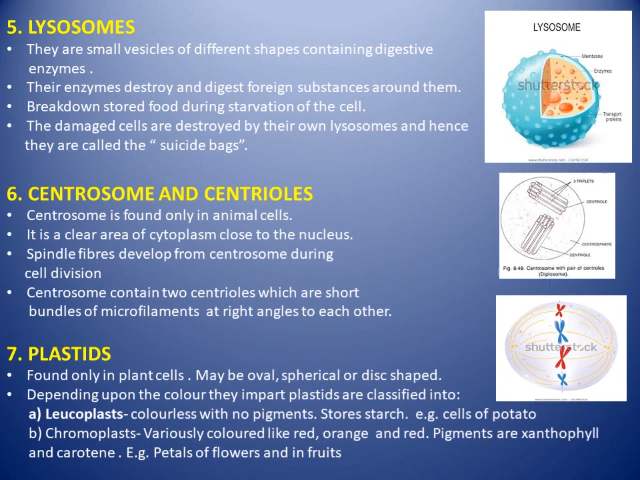 5. LYSOSOMES
• They are small vesicles of different shapes containing digestive
enzymes .
• Their enzymes destroy and digest foreign substances around them.
• Breakdown stored food during starvation of the cell.
• The damaged cells are destroyed by their own lysosomes and hence
they are called the “ suicide bags”.
LYSOSOME
Membrane
Enzymes
shutterstock
Transport
proteins
6. CENTROSOME AND CENTRIOLES
• Centrosome is found only in animal cells.
• It is a clear area of cytoplasm close to the nucleus.
• Spindle fibres develop from centrosome during
cell division
• Centrosome contain two centrioles which are short
bundles of microfilaments at right angles to each other.
TRIPLETS
CENTRIOLE
CENTROSPHERE
CENTRIOLE
Fig. 8.49. Centrosome with pair of centrioles
(Diplosome).
shutterstock
7. PLASTIDS
• Found only in plant cells . May be oval, spherical or disc shaped.
• Depending upon the colour they impart plastids are classified into:
a) Leucoplasts- colourless with no pigments. Stores starch. e.g. cells of potato
b) Chromoplasts- Variously coloured like red, orange and red. Pigments are xanthophyll
and carotene . E.g. Petals of flowers and in fruits